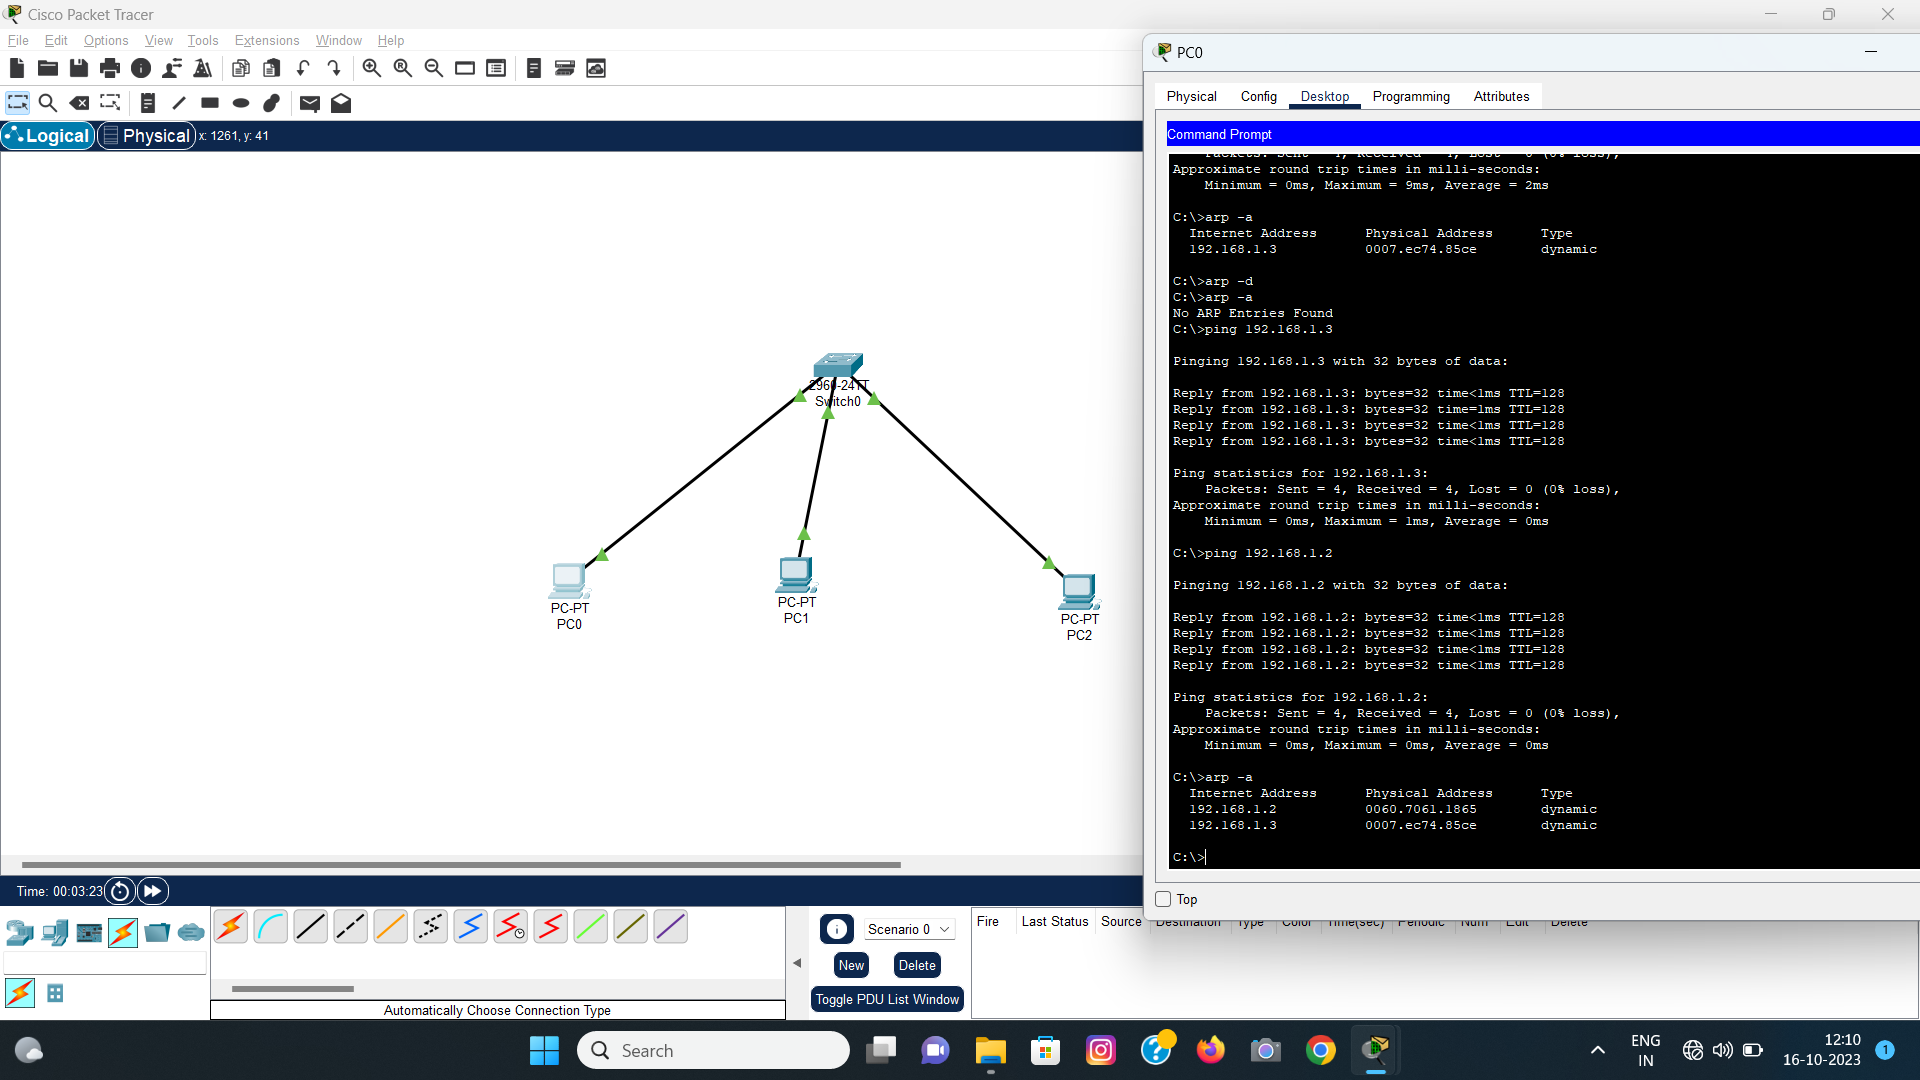 Cisco Packet Tracer
File Edit Options View Tools Extensions Window Help
Logical Physical x: 1261, y: 41
2960-24TT
Switch0
PC-PT
PC0
PC-PT
PC1
PC-PT
PC2
PC0
Physical Config Desktop Programming Attributes
Command Prompt
Packets: Sent = 4, Received = 4, Lost = 0 (0% loss),
Approximate round trip times in milli-seconds:
Minimum = 0ms, Maximum = 9ms, Average = 2ms
C:\>arp -a
Internet Address Physical Address Type
192.168.1.3 0007.ec74.85ce dynamic
C:\>arp -d
C:\>arp -a
No ARP Entries Found
C:\>ping 192.168.1.3
Pinging 192.168.1.3 with 32 bytes of data:
Reply from 192.168.1.3: bytes=32 time<1ms TTL=128
Reply from 192.168.1.3: bytes=32 time=1ms TTL=128
Reply from 192.168.1.3: bytes=32 time<1ms TTL=128
Reply from 192.168.1.3: bytes=32 time<1ms TTL=128
Ping statistics for 192.168.1.3:
Packets: Sent = 4, Received = 4, Lost = 0 (0% loss),
Approximate round trip times in milli-seconds:
Minimum = 0ms, Maximum = 1ms, Average = 0ms
C:\>ping 192.168.1.2
Pinging 192.168.1.2 with 32 bytes of data:
Reply from 192.168.1.2: bytes=32 time<1ms TTL=128
Reply from 192.168.1.2: bytes=32 time<1ms TTL=128
Reply from 192.168.1.2: bytes=32 time<1ms TTL=128
Reply from 192.168.1.2: bytes=32 time<1ms TTL=128
Ping statistics for 192.168.1.2:
Packets: Sent = 4, Received = 4, Lost = 0 (0% loss),
Approximate round trip times in milli-seconds:
Minimum = 0ms, Maximum = 0ms, Average = 0ms
C:\>arp -a
Internet Address Physical Address Type
192.168.1.2 0060.7061.1865 dynamic
192.168.1.3 0007.ec74.85ce dynamic
C:\>
Top
Time: 00:03:23
Automatically Choose Connection Type
Scenario 0
New Delete
Toggle PDU List Window
Fire Last Status Source Destination Type Color Time(sec) Periodic Num Edit Delete
Search
ENG
IN
12:10
16-10-2023
1